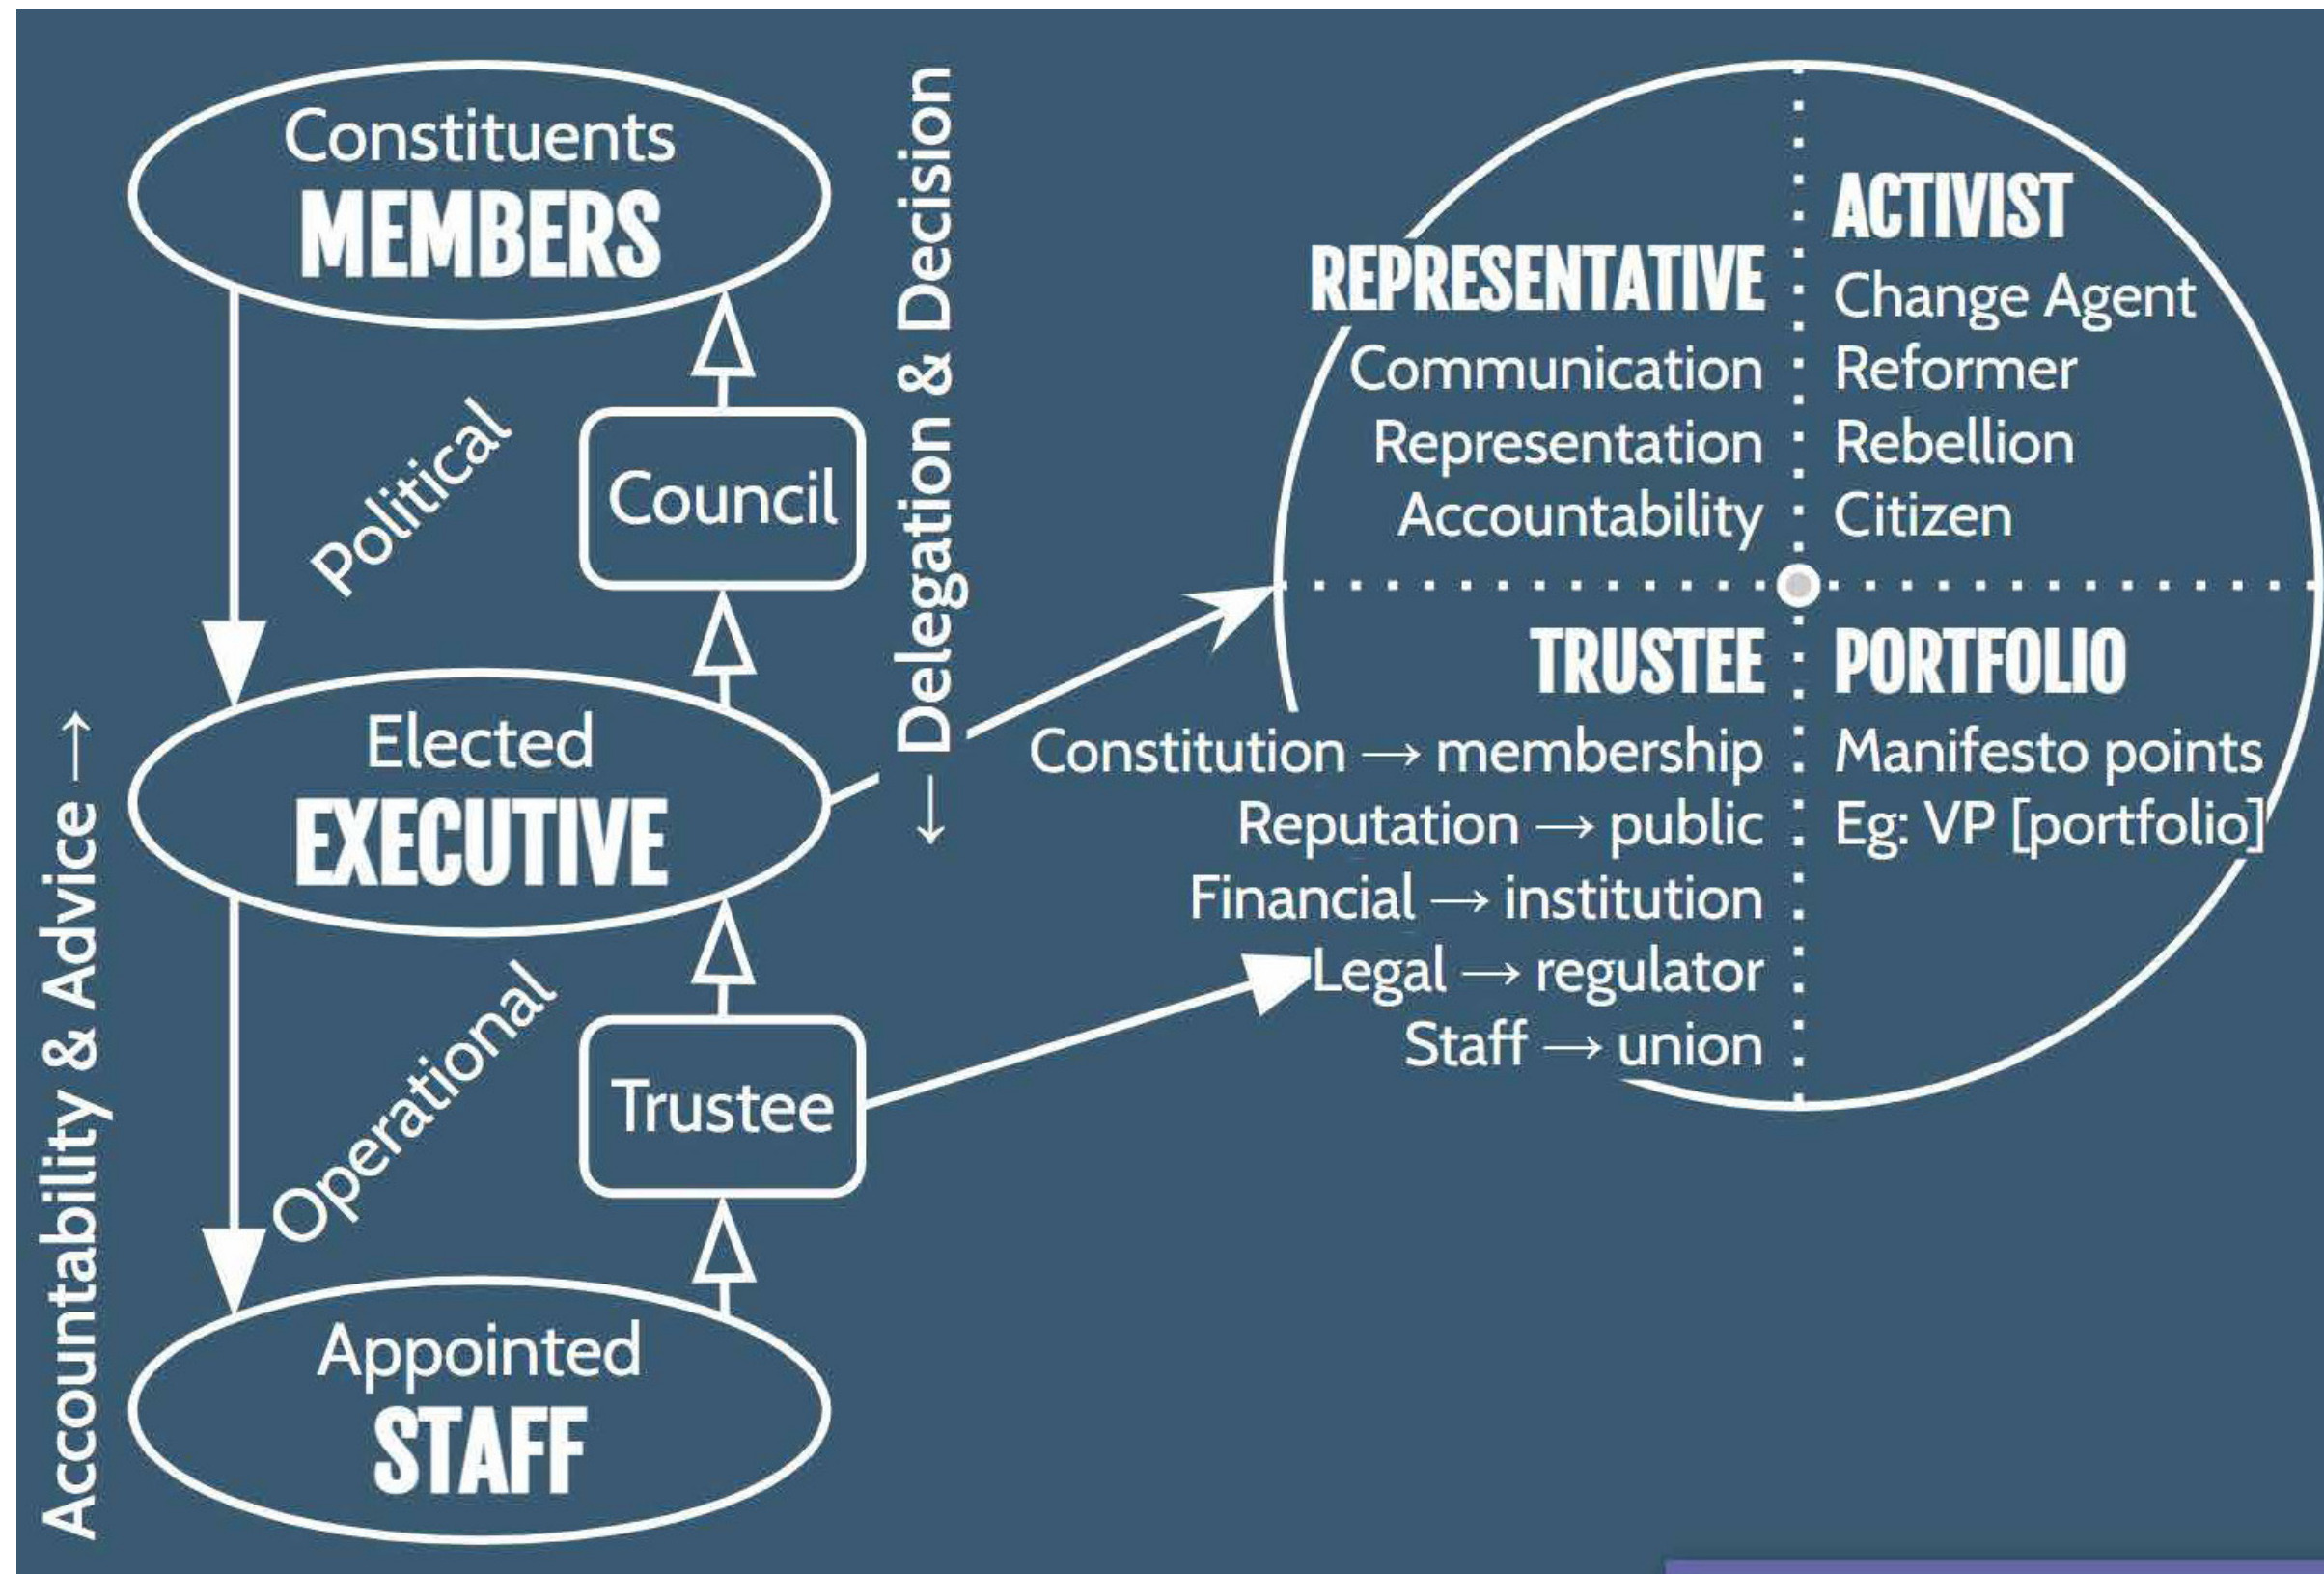 Constituents
MEMBERS
Political
Council
Elected
EXECUTIVE
Operational
Trustee
Appointed
STAFF
Accountability & Advice →
← Delegation & Decision
REPRESENTATIVE
Communication
Representation
Accountability
ACTIVIST
Change Agent
Reformer
Rebellion
Citizen
TRUSTEE
Constitution → membership
Reputation → public
Financial → institution
Legal → regulator
Staff → union
PORTFOLIO
Manifesto points
Eg: VP [portfolio]